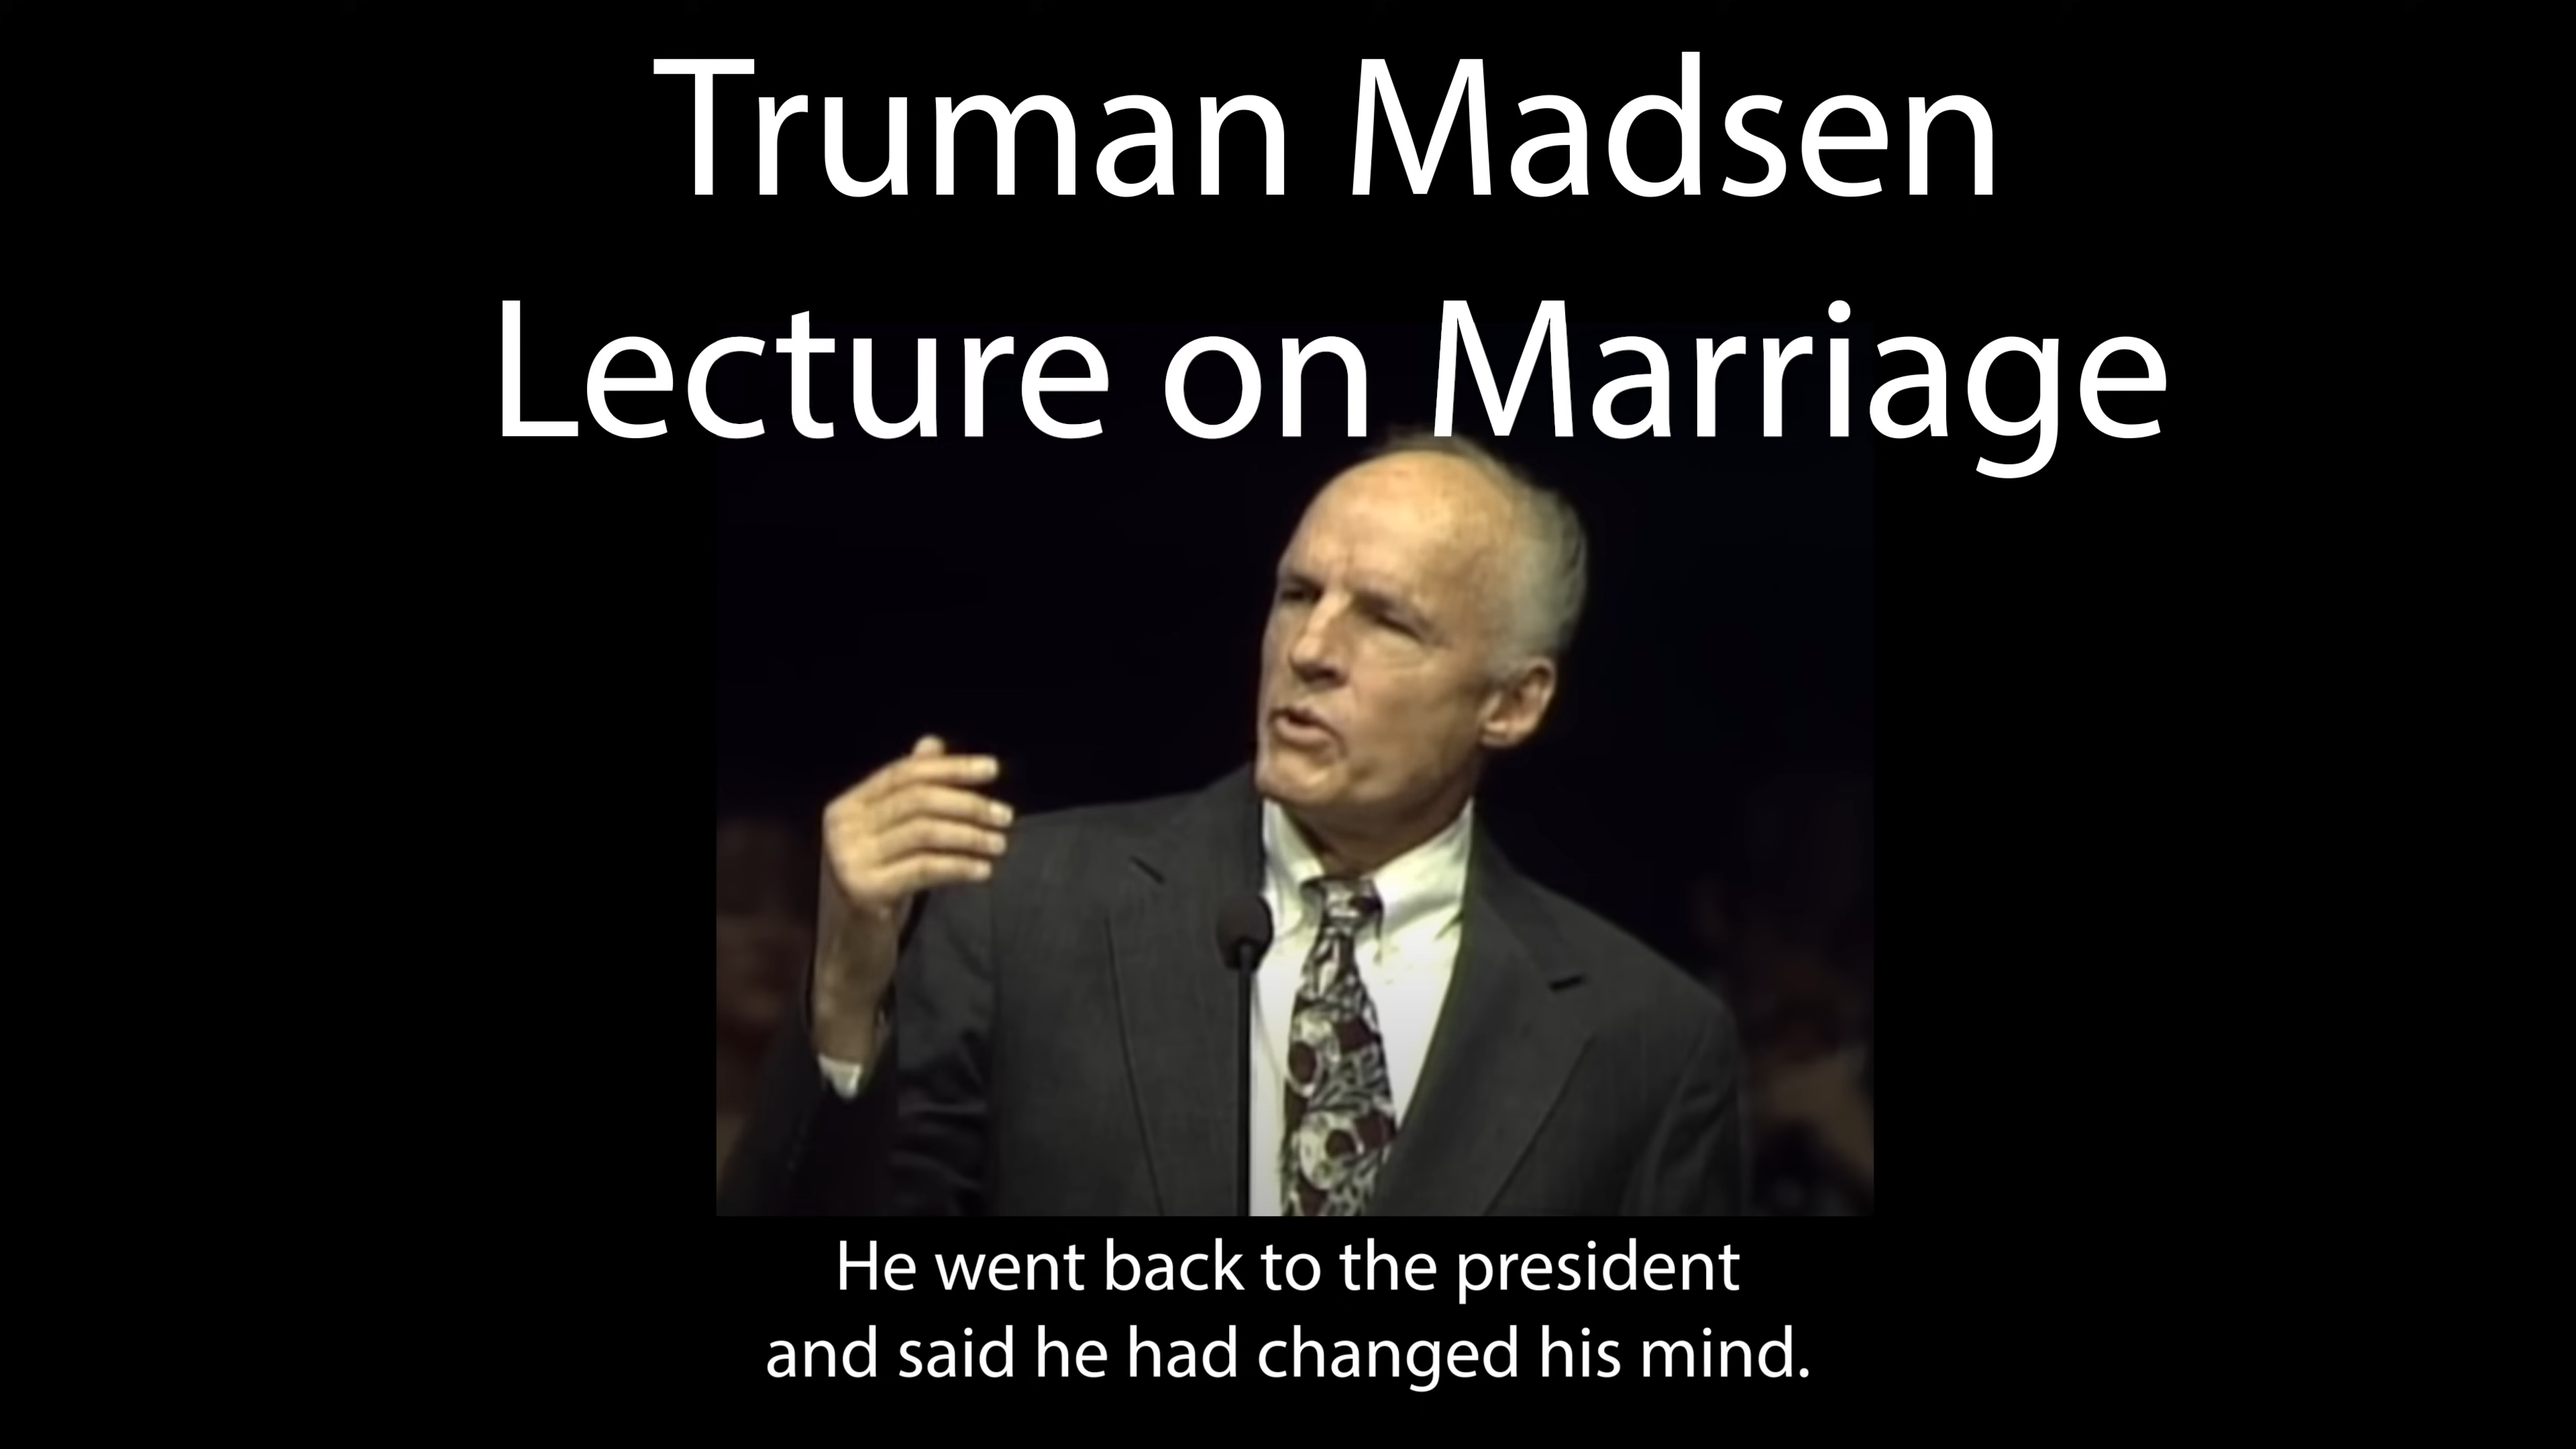 Truman Madsen
Lecture on Marriage
He went back to the president
and said he had changed his mind.